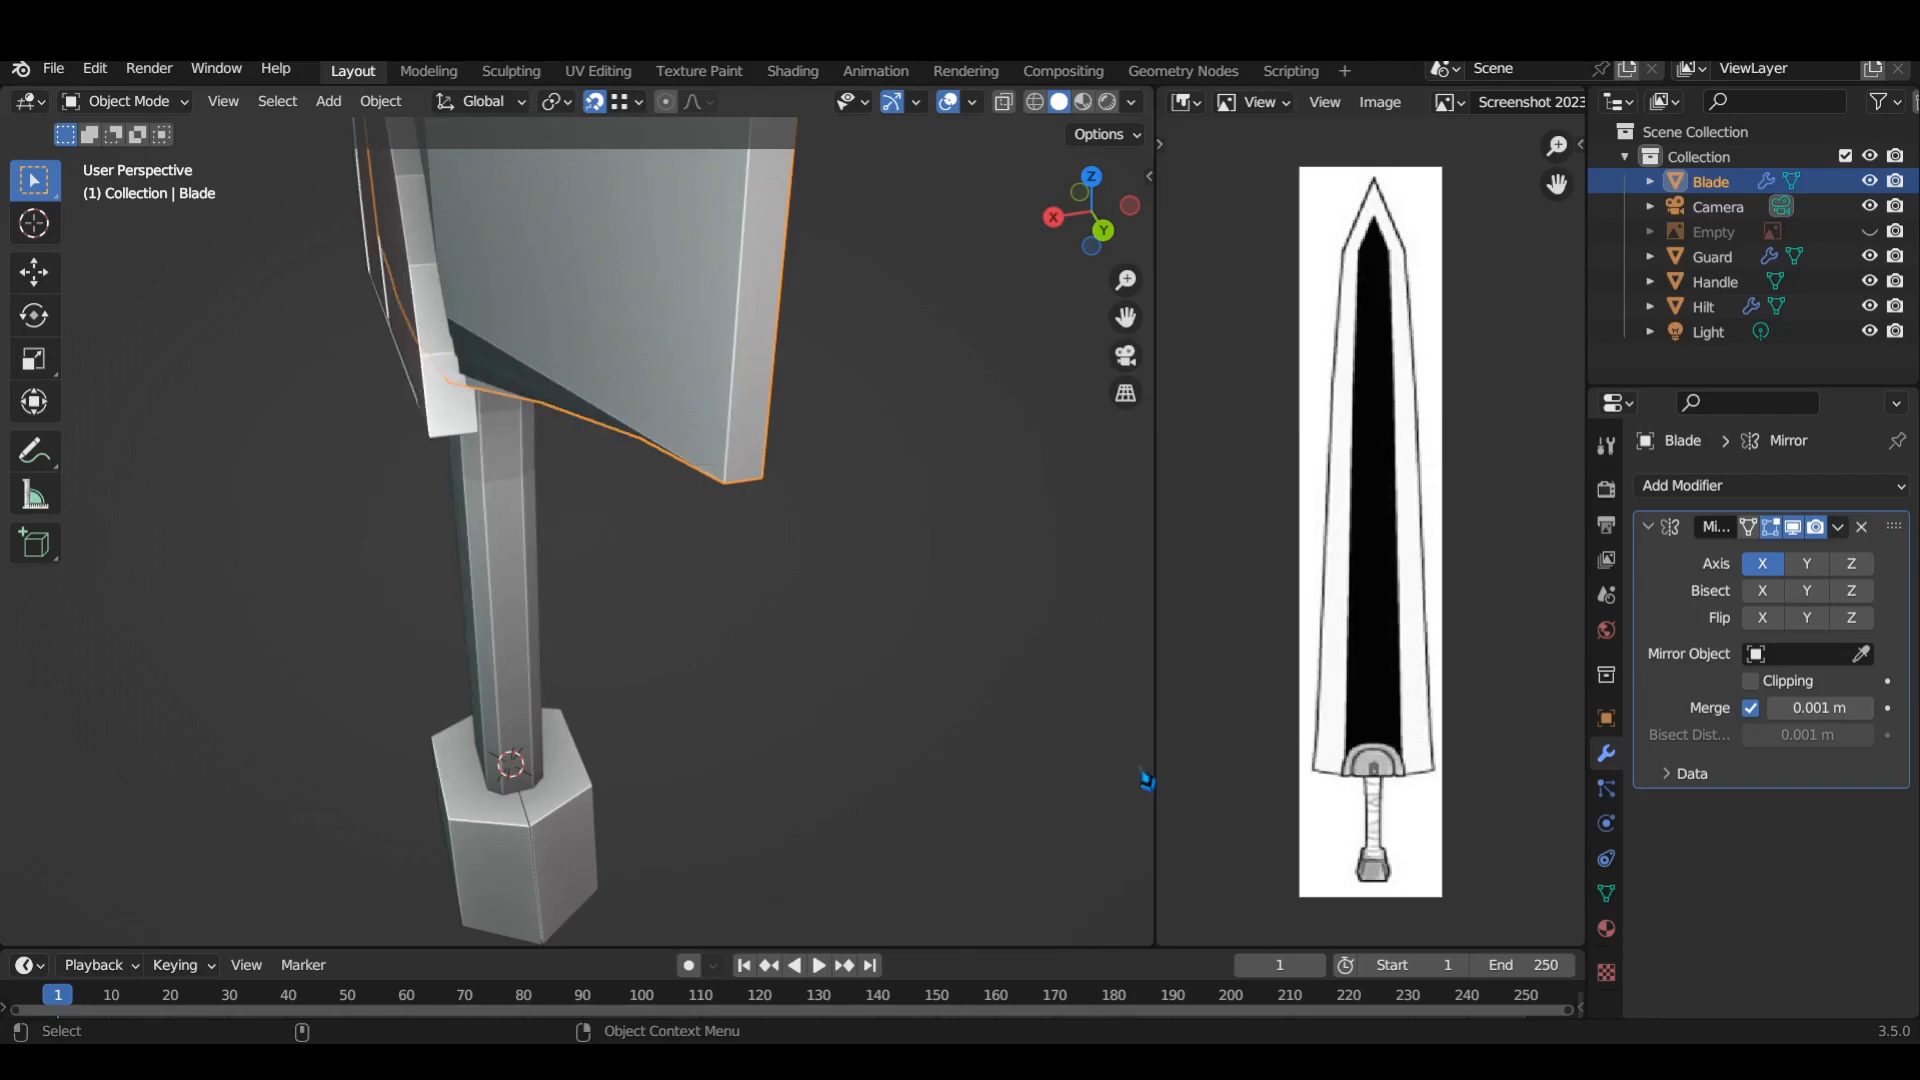 File Edit Render Window Help Layout Modeling Sculpting UV Editing Texture Paint Shading Animation Rendering Compositing Geometry Nodes Scripting + Scene ViewLayer
Object Mode View Select Add Object Global View View Image Screenshot 2023
Options
User Perspective
(1) Collection | Blade
Z
X
Y
Scene Collection
Collection
Blade
Camera
Empty
Guard
Handle
Hilt
Light
Blade > Mirror
Add Modifier
Mi...
Axis X Y Z
Bisect X Y Z
Flip X Y Z
Mirror Object
Clipping
Merge 0.001 m
Bisect Dist... 0.001 m
Data
Playback Keying View Marker 1 Start 1 End 250
1 10 20 30 40 50 60 70 80 90 100 110 120 130 140 150 160 170 180 190 200 210 220 230 240 250
Select Object Context Menu 3.5.0